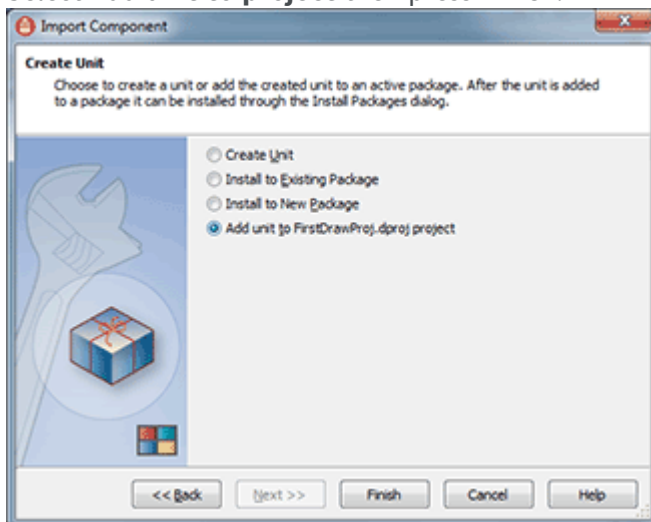 Import Component
Create Unit
Choose to create a unit or add the created unit to an active package. After the unit is added
to a package it can be installed through the Install Packages dialog.
Create Unit
Install to Existing Package
Install to New Package
Add unit to FirstDrawProj.dproj project
<< Back Next >> Finish Cancel Help